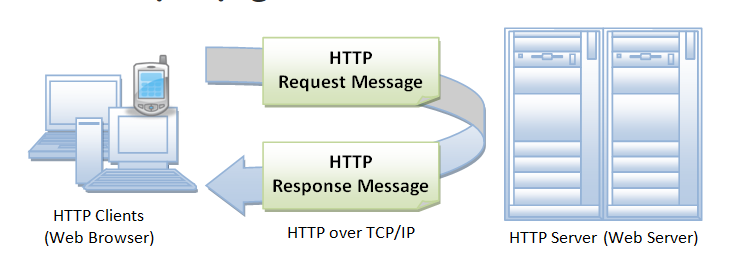 HTTP
Request Message
HTTP
Response Message
HTTP Clients
(Web Browser)
HTTP over TCP/IP
HTTP Server (Web Server)